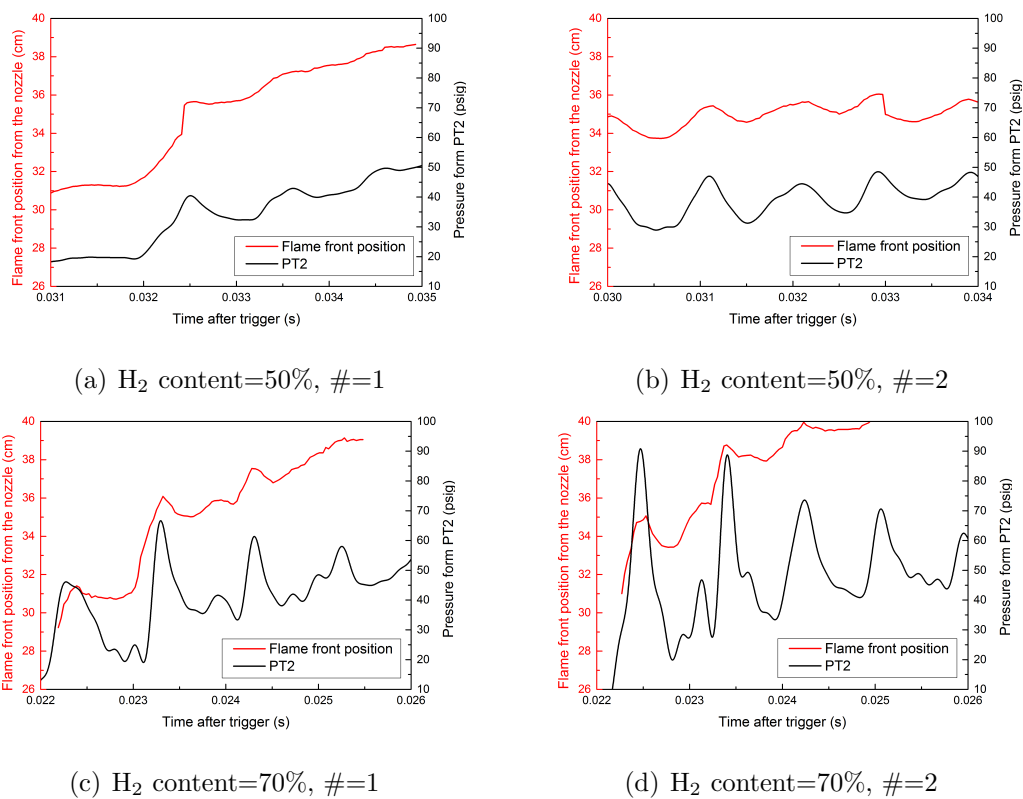 40
38
36
34
32
30
28
26
Flame front position from the nozzle (cm)
100
90
80
70
60
50
40
30
20
10
Pressure form PT2 (psig)
Flame front position
PT2
0.031 0.032 0.033 0.034 0.035
Time after trigger (s)
(a) H₂ content=50%, #=1
40
38
36
34
32
30
28
26
Flame front position from the nozzle (cm)
100
90
80
70
60
50
40
30
20
10
Pressure form PT2 (psig)
Flame front position
PT2
0.030 0.031 0.032 0.033 0.034
Time after trigger (s)
(b) H₂ content=50%, #=2
40
38
36
34
32
30
28
26
Flame front position from the nozzle (cm)
100
90
80
70
60
50
40
30
20
10
Pressure form PT2 (psig)
Flame front position
PT2
0.022 0.023 0.024 0.025 0.026
Time after trigger (s)
(c) H₂ content=70%, #=1
40
38
36
34
32
30
28
26
Flame front position from the nozzle (cm)
100
90
80
70
60
50
40
30
20
10
Pressure form PT2 (psig)
Flame front position
PT2
0.022 0.023 0.024 0.025 0.026
Time after trigger (s)
(d) H₂ content=70%, #=2